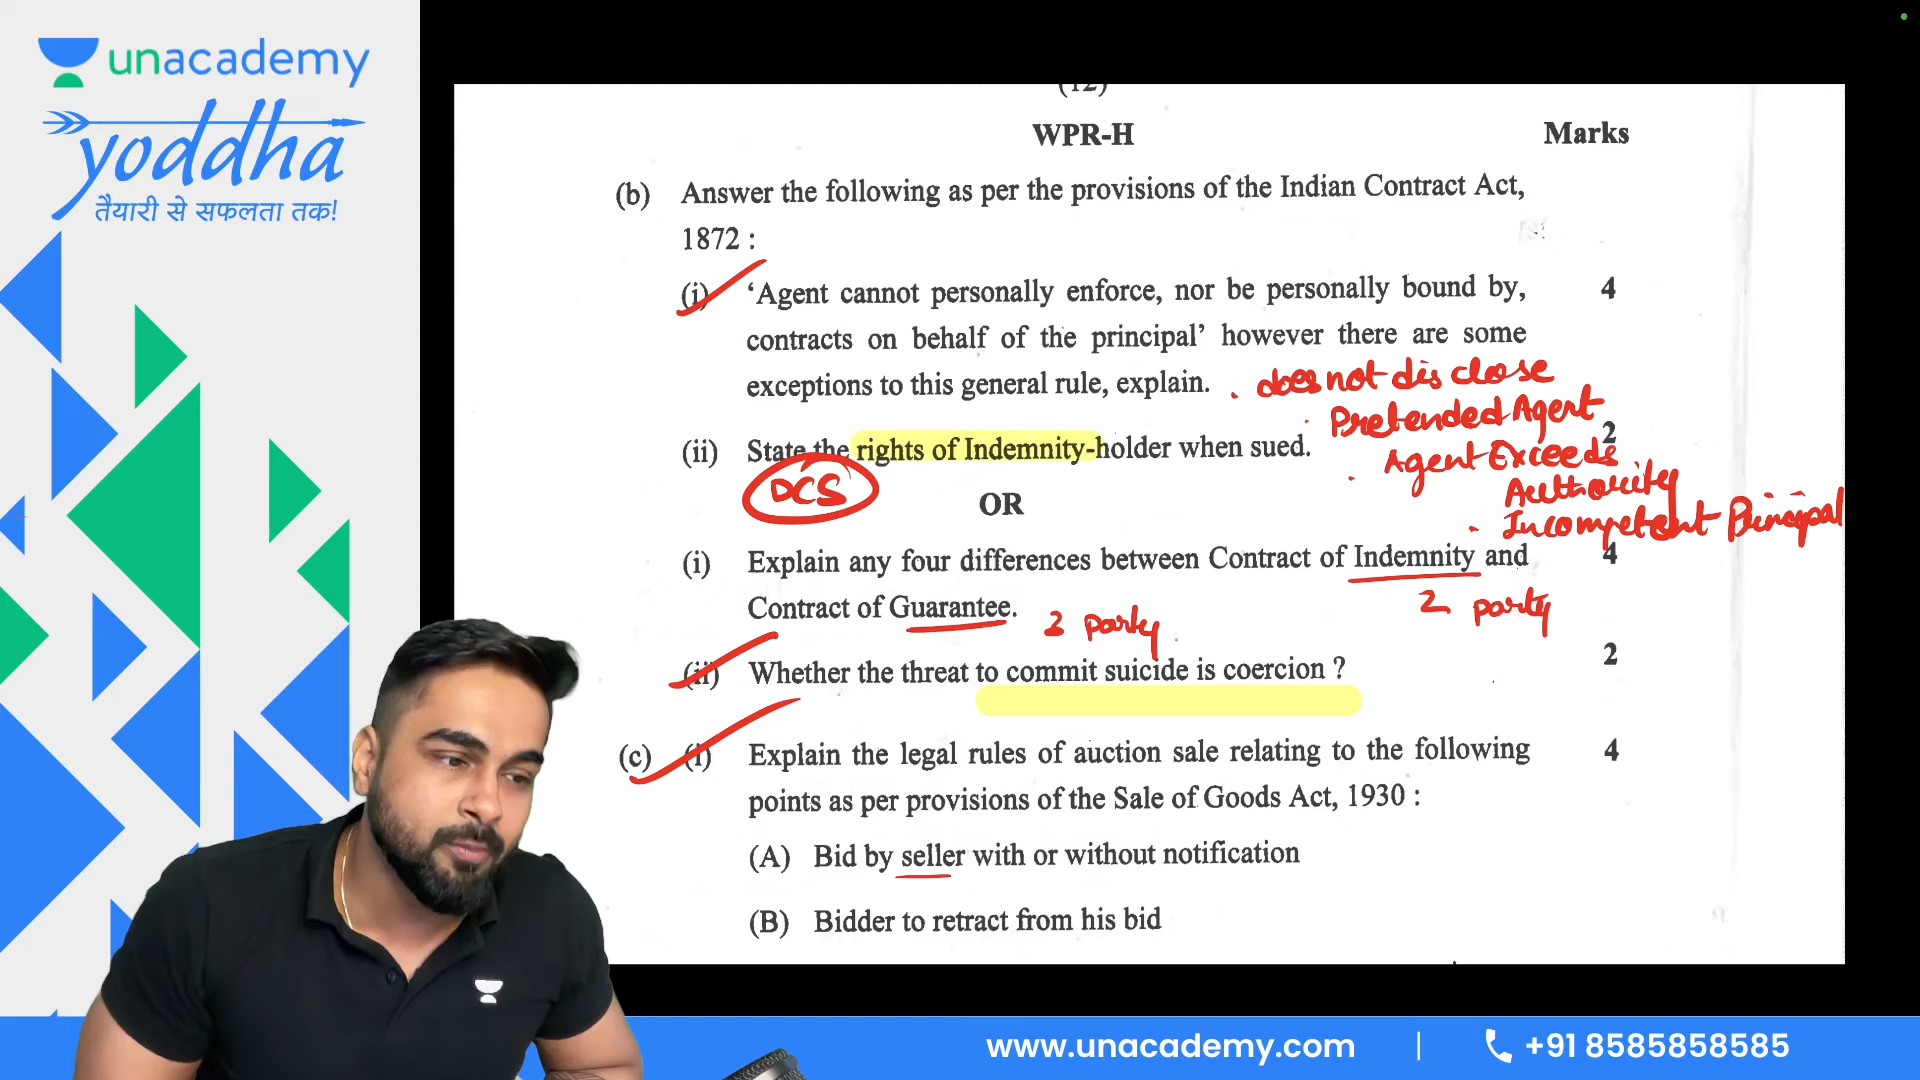 unacademy
yoddha
तैयारी से सफलता तक!
(12)
WPR-H
Marks
(b) Answer the following as per the provisions of the Indian Contract Act,
1872 :
(i) ‘Agent cannot personally enforce, nor be personally bound by, 4
contracts on behalf of the principal’ however there are some
exceptions to this general rule, explain.
. does not disclose
. Pretended Agent
(ii) State the rights of Indemnity-holder when sued. 2
. Agent Exceeds
Authority
DCS
OR
. Incompetent Principal
(i) Explain any four differences between Contract of Indemnity and 4
Contract of Guarantee.
2 party
party
(ii) Whether the threat to commit suicide is coercion ? 2
(c) (i) Explain the legal rules of auction sale relating to the following 4
points as per provisions of the Sale of Goods Act, 1930 :
(A) Bid by seller with or without notification
(B) Bidder to retract from his bid
www.unacademy.com | +91 8585858585